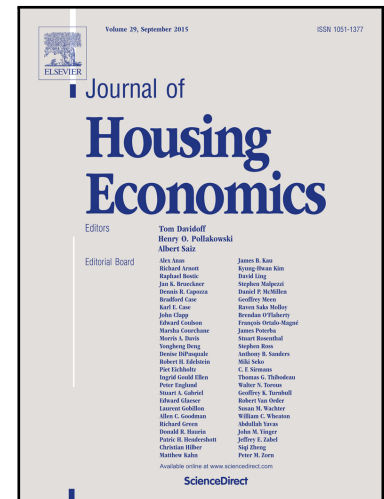 Volume 29, September 2015 ISSN 1051-1377
ELSEVIER
Journal of
Housing
Economics
Editors
Tom Davidoff
Henry O. Pollakowski
Albert Saiz
Editorial Board
Alex Anas
Richard Arnott
Raphael Bostic
Jan K. Brueckner
Dennis R. Capozza
Bradford Case
Karl E. Case
John Clapp
Edward Coulson
Marsha Courchane
Morris A. Davis
Yongheng Deng
Denise DiPasquale
Robert H. Edelstein
Piet Eichholtz
Ingrid Gould Ellen
Peter Englund
Stuart A. Gabriel
Edward Glaeser
Laurent Gobillon
Allen C. Goodman
Richard Green
Donald R. Haurin
Patric H. Hendershott
Christian Hilber
Matthew Kahn
James B. Kau
Kyung-Hwan Kim
David Ling
Stephen Malpezzi
Daniel P. McMillen
Geoffrey Meen
Raven Saks Molloy
Brendan O'Flaherty
François Ortalo-Magné
James Poterba
Stuart Rosenthal
Stephen Ross
Anthony B. Sanders
Miki Seko
C. F. Sirmans
Thomas G. Thibodeau
Walter N. Torous
Geoffrey K. Turnbull
Robert Van Order
Susan M. Wachter
William C. Wheaton
Abdullah Yavas
John M. Yinger
Jeffrey E. Zabel
Siqi Zheng
Peter M. Zorn
Available online at www.sciencedirect.com
ScienceDirect